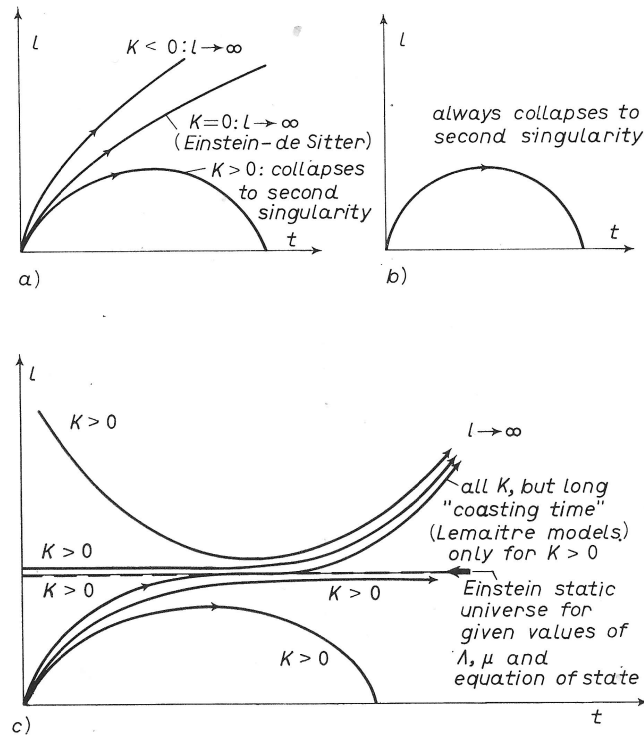 l
K < 0 : l → ∞
K = 0 : l → ∞
(Einstein – de Sitter)
K > 0 : collapses
to second
singularity
t
a)
l
always collapses to
second singularity
t
b)
l
K > 0
l → ∞
all K, but long
"coasting time"
(Lemaitre models)
only for K > 0
K > 0
K > 0
K > 0
Einstein static
universe for
given values of
Λ, μ and
equation of state
K > 0
t
c)